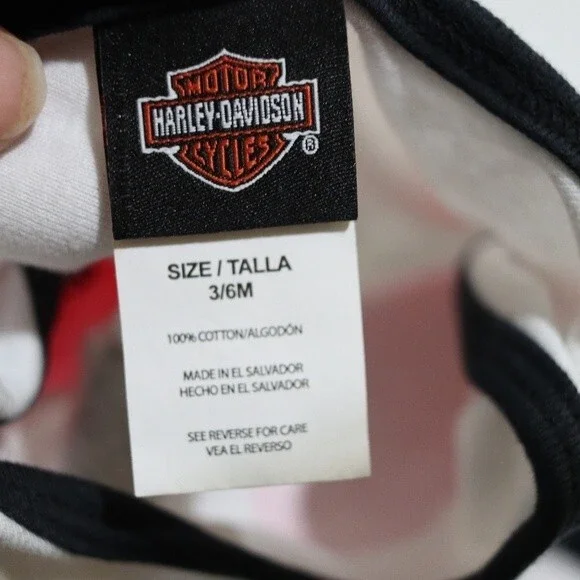 MOTOR
HARLEY-DAVIDSON
CYCLES
®
SIZE / TALLA
3/6M
100% COTTON/ALGODÓN
MADE IN EL SALVADOR
HECHO EN EL SALVADOR
SEE REVERSE FOR CARE
VEA EL REVERSO